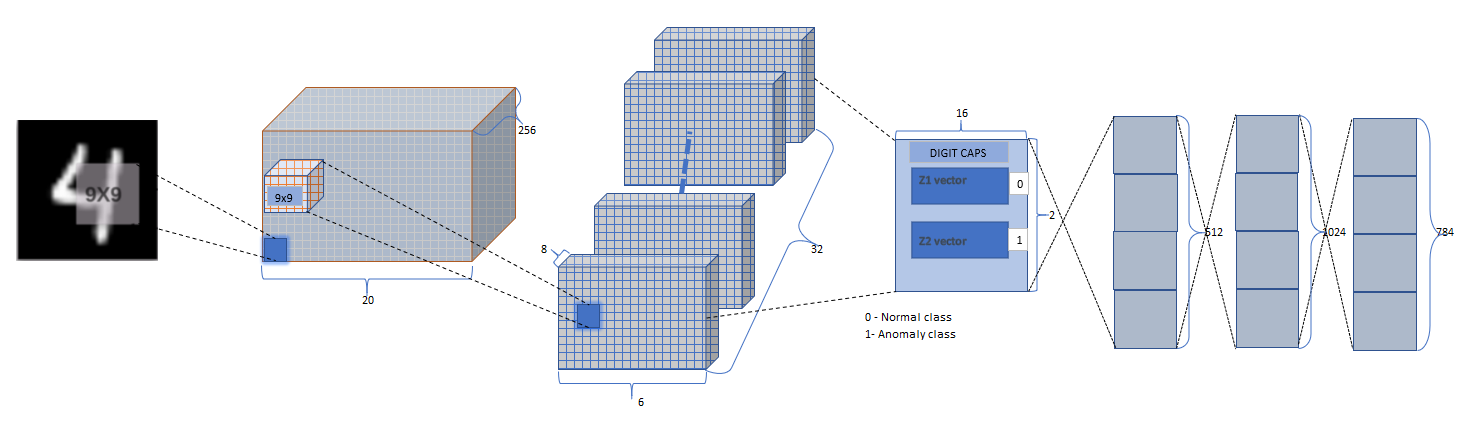 9X9
256
9x9
20
8
32
6
16
DIGIT CAPS
Z1 vector
0
Z2 vector
1
2
0 - Normal class
1- Anomaly class
512
1024
784